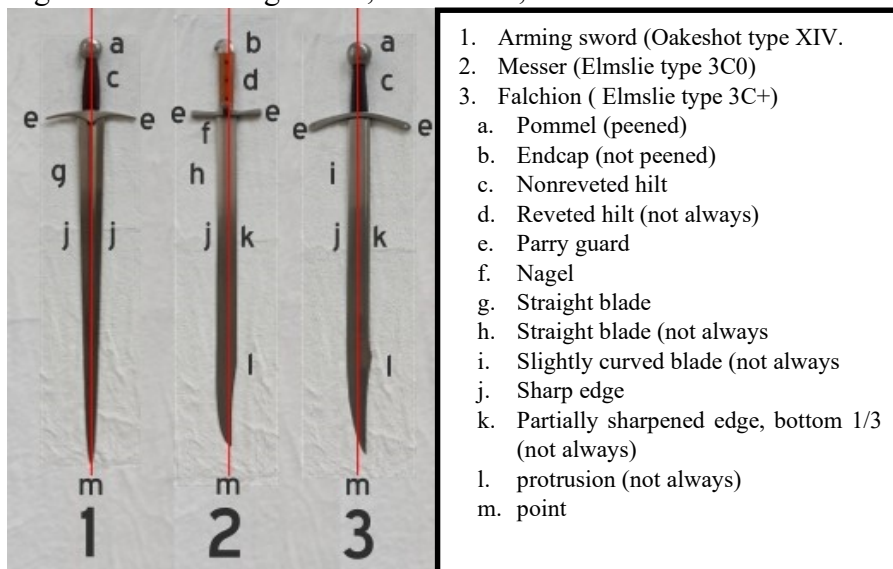 a
c
e e
g
j j
m
1
b
d
e e
f
h
j k
l
m
2
a
c
e e
i
j k
l
m
3
1. Arming sword (Oakeshot type XIV.
2. Messer (Elmslie type 3C0)
3. Falchion ( Elmslie type 3C+)
a. Pommel (peened)
b. Endcap (not peened)
c. Nonreveted hilt
d. Reveted hilt (not always)
e. Parry guard
f. Nagel
g. Straight blade
h. Straight blade (not always
i. Slightly curved blade (not always
j. Sharp edge
k. Partially sharpened edge, bottom 1/3
(not always)
l. protrusion (not always)
m. point